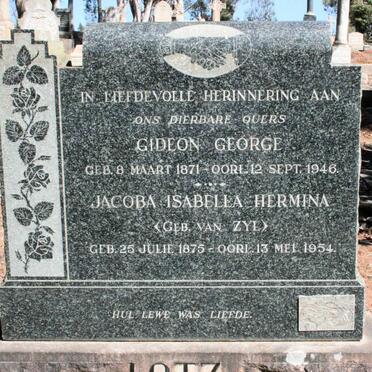 IN LIEFDEVOLLE HERINNERING AAN
ONS DIERBARE OUERS
GIDEON GEORGE
GEB. 8 MAART 1871 - OORL. 12 SEPT. 1946.
JACOBA ISABELLA HERMINA
(GEB. VAN ZYL)
GEB. 25 JULIE 1875 - OORL. 13 MEI. 1954.
HUL LEWE WAS LIEFDE.